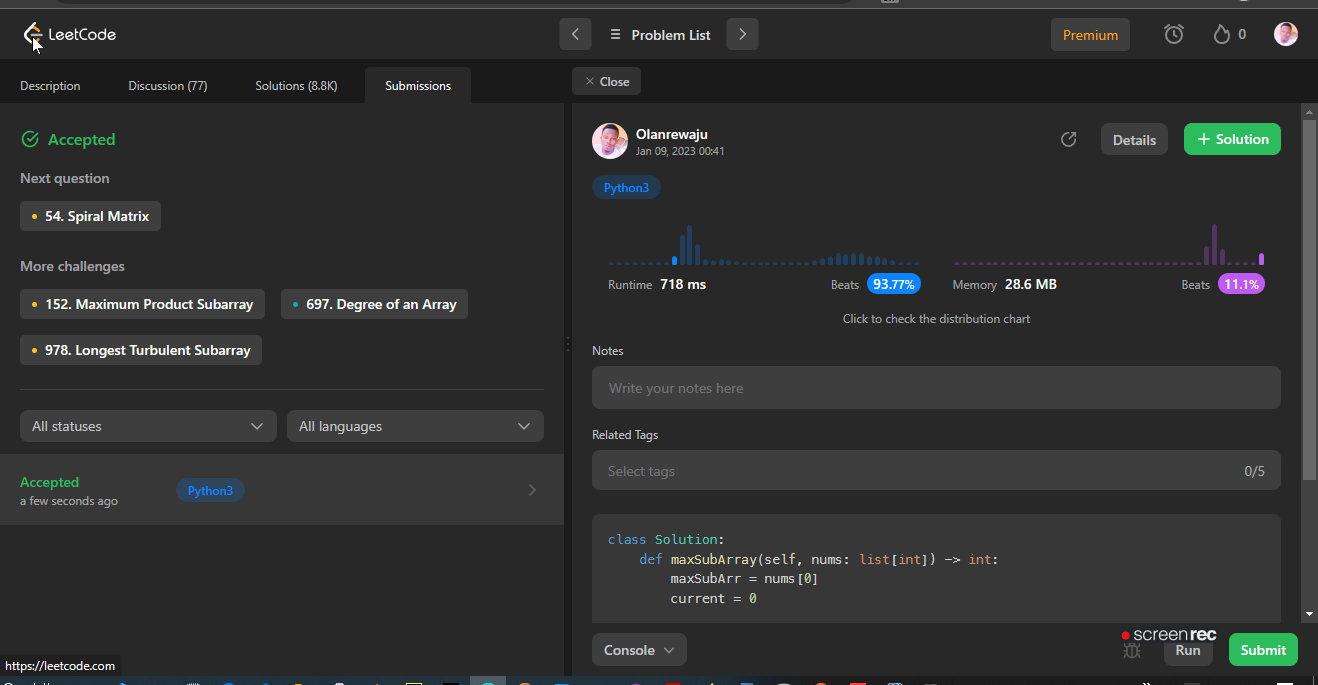 LeetCode
Problem List
Premium
0
Description
Discussion (77)
Solutions (8.8K)
Submissions
Close
Accepted
Next question
54. Spiral Matrix
More challenges
152. Maximum Product Subarray
697. Degree of an Array
978. Longest Turbulent Subarray
All statuses
All languages
Accepted
a few seconds ago
Python3
Olanrewaju
Jan 09, 2023 00:41
Details
+ Solution
Python3
Runtime 718 ms
Beats 93.77%
Memory 28.6 MB
Beats 11.1%
Click to check the distribution chart
Notes
Write your notes here
Related Tags
Select tags
0/5
class Solution:
    def maxSubArray(self, nums: list[int]) -> int:
        maxSubArr = nums[0]
        current = 0
screenrec
Console
Run
Submit
https://leetcode.com